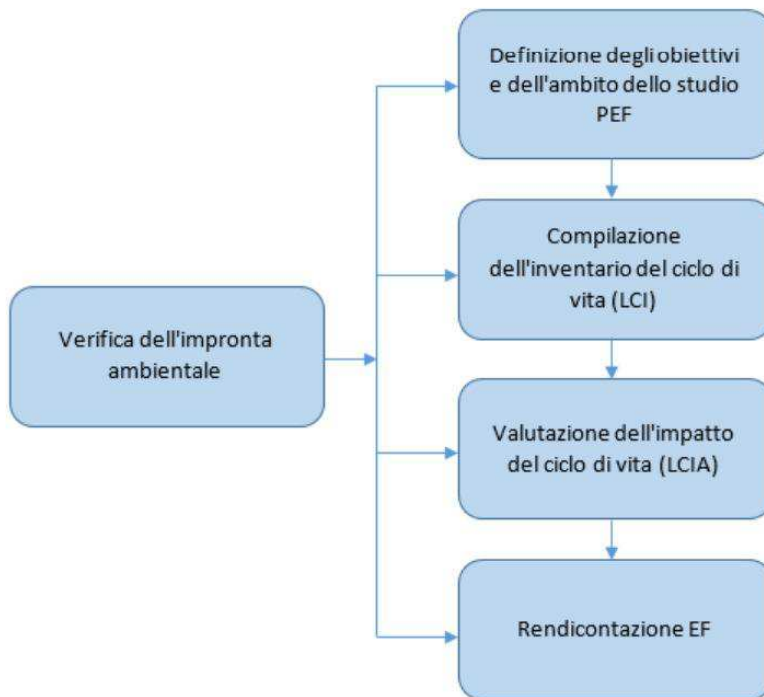 Definizione degli obiettivi
e dell'ambito dello studio
PEF
Compilazione
dell'inventario del ciclo di
vita (LCI)
Verifica dell'impronta
ambientale
Valutazione dell'impatto
del ciclo di vita (LCIA)
Rendicontazione EF